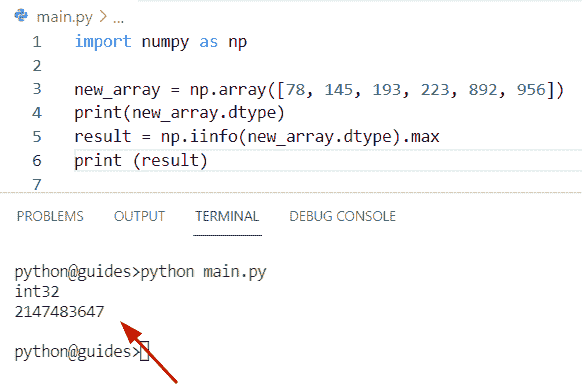 main.py > ...
1 import numpy as np
2
3 new_array = np.array([78, 145, 193, 223, 892, 956])
4 print(new_array.dtype)
5 result = np.iinfo(new_array.dtype).max
6 print (result)
7
PROBLEMS OUTPUT TERMINAL DEBUG CONSOLE
python@guides>python main.py
int32
2147483647
python@guides>